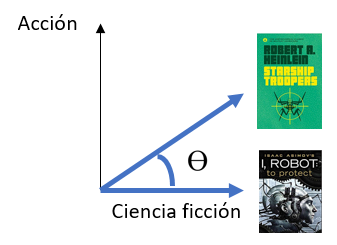 Acción
ROBERT A.
HEINLEIN
STARSHIP
TROOPERS
Ɵ
ISAAC ASIMOV'S
I, ROBOT:
to protect
Ciencia ficción